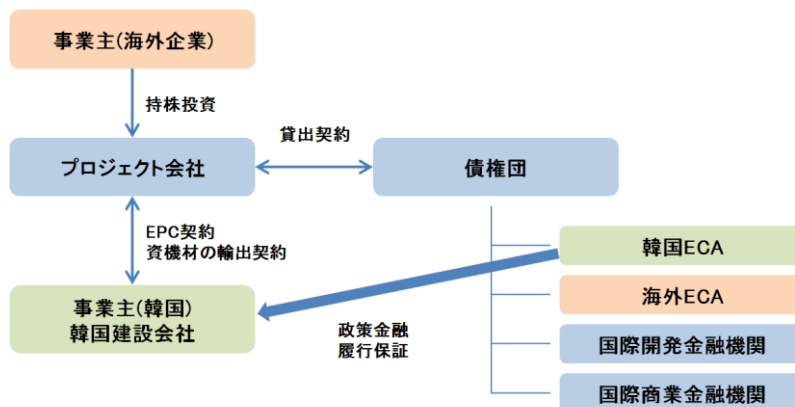 事業主(海外企業)
持株投資
貸出契約
プロジェクト会社
債権団
EPC契約
資機材の輸出契約
韓国ECA
海外ECA
事業主(韓国)
韓国建設会社
政策金融
履行保証
国際開発金融機関
国際商業金融機関